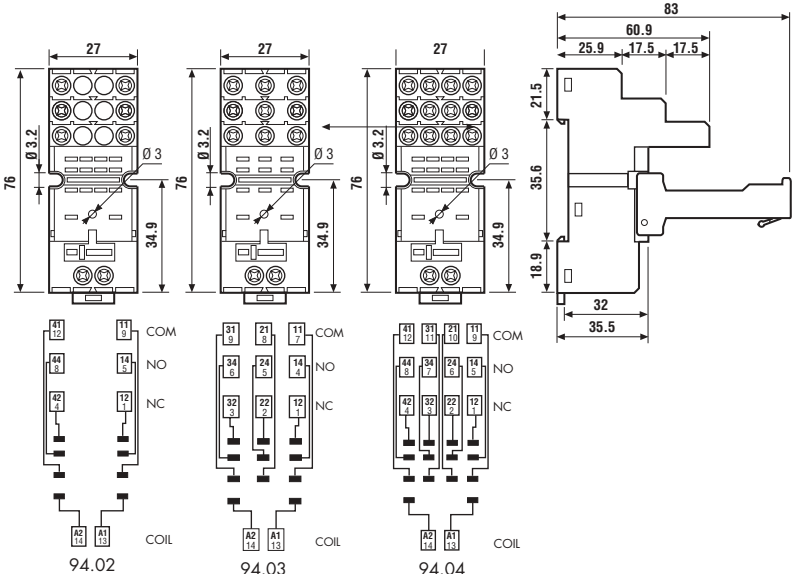 83
60.9
25.9 17.5 17.5
27 27 27
76 Ø 3.2 Ø 3 34.9
76 Ø 3.2 Ø 3 34.9
76 Ø 3.2 Ø 3 34.9
21.5
35.6
18.9
32
35.5
41 11
12 9 COM
44 14
8 5 NO
42 12
4 1 NC
A2 A1
14 13 COIL
94.02
31 21 11
9 8 7 COM
34 24 14
6 5 4 NO
32 22 12
3 2 1 NC
A2 A1
14 13 COIL
94.03
41 31 21 11
12 11 10 9 COM
44 34 24 14
8 7 6 5 NO
42 32 22 12
4 3 2 1 NC
A2 A1
14 13 COIL
94.04